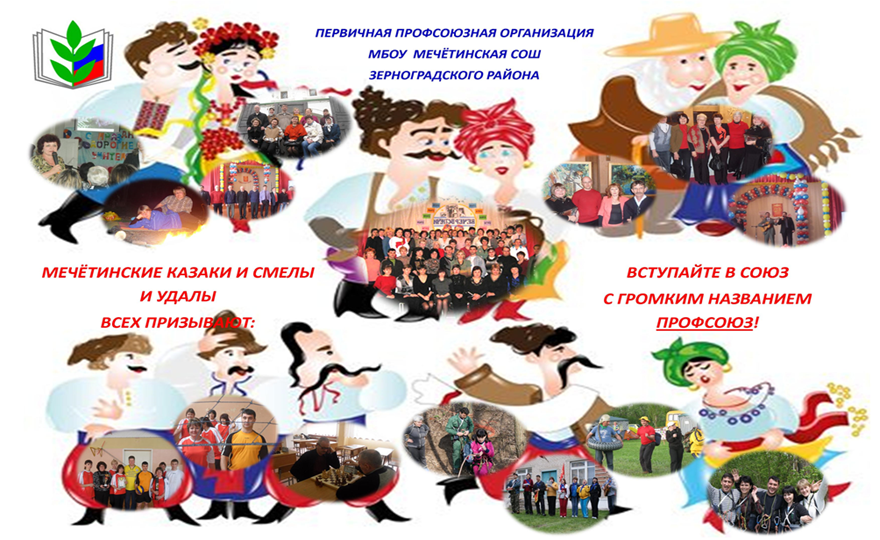 ПЕРВИЧНАЯ ПРОФСОЮЗНАЯ ОРГАНИЗАЦИЯ
МБОУ МЕЧЁТИНСКАЯ СОШ
ЗЕРНОГРАДСКОГО РАЙОНА
МЕЧЁТИНСКИЕ КАЗАКИ И СМЕЛЫ
И УДАЛЫ
ВСЕХ ПРИЗЫВАЮТ:
ВСТУПАЙТЕ В СОЮЗ
С ГРОМКИМ НАЗВАНИЕМ
ПРОФСОЮЗ!